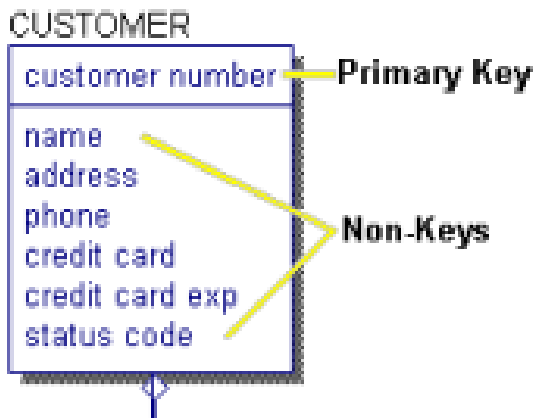 CUSTOMER
customer number
Primary Key
name
address
phone
credit card
credit card exp
status code
Non-Keys